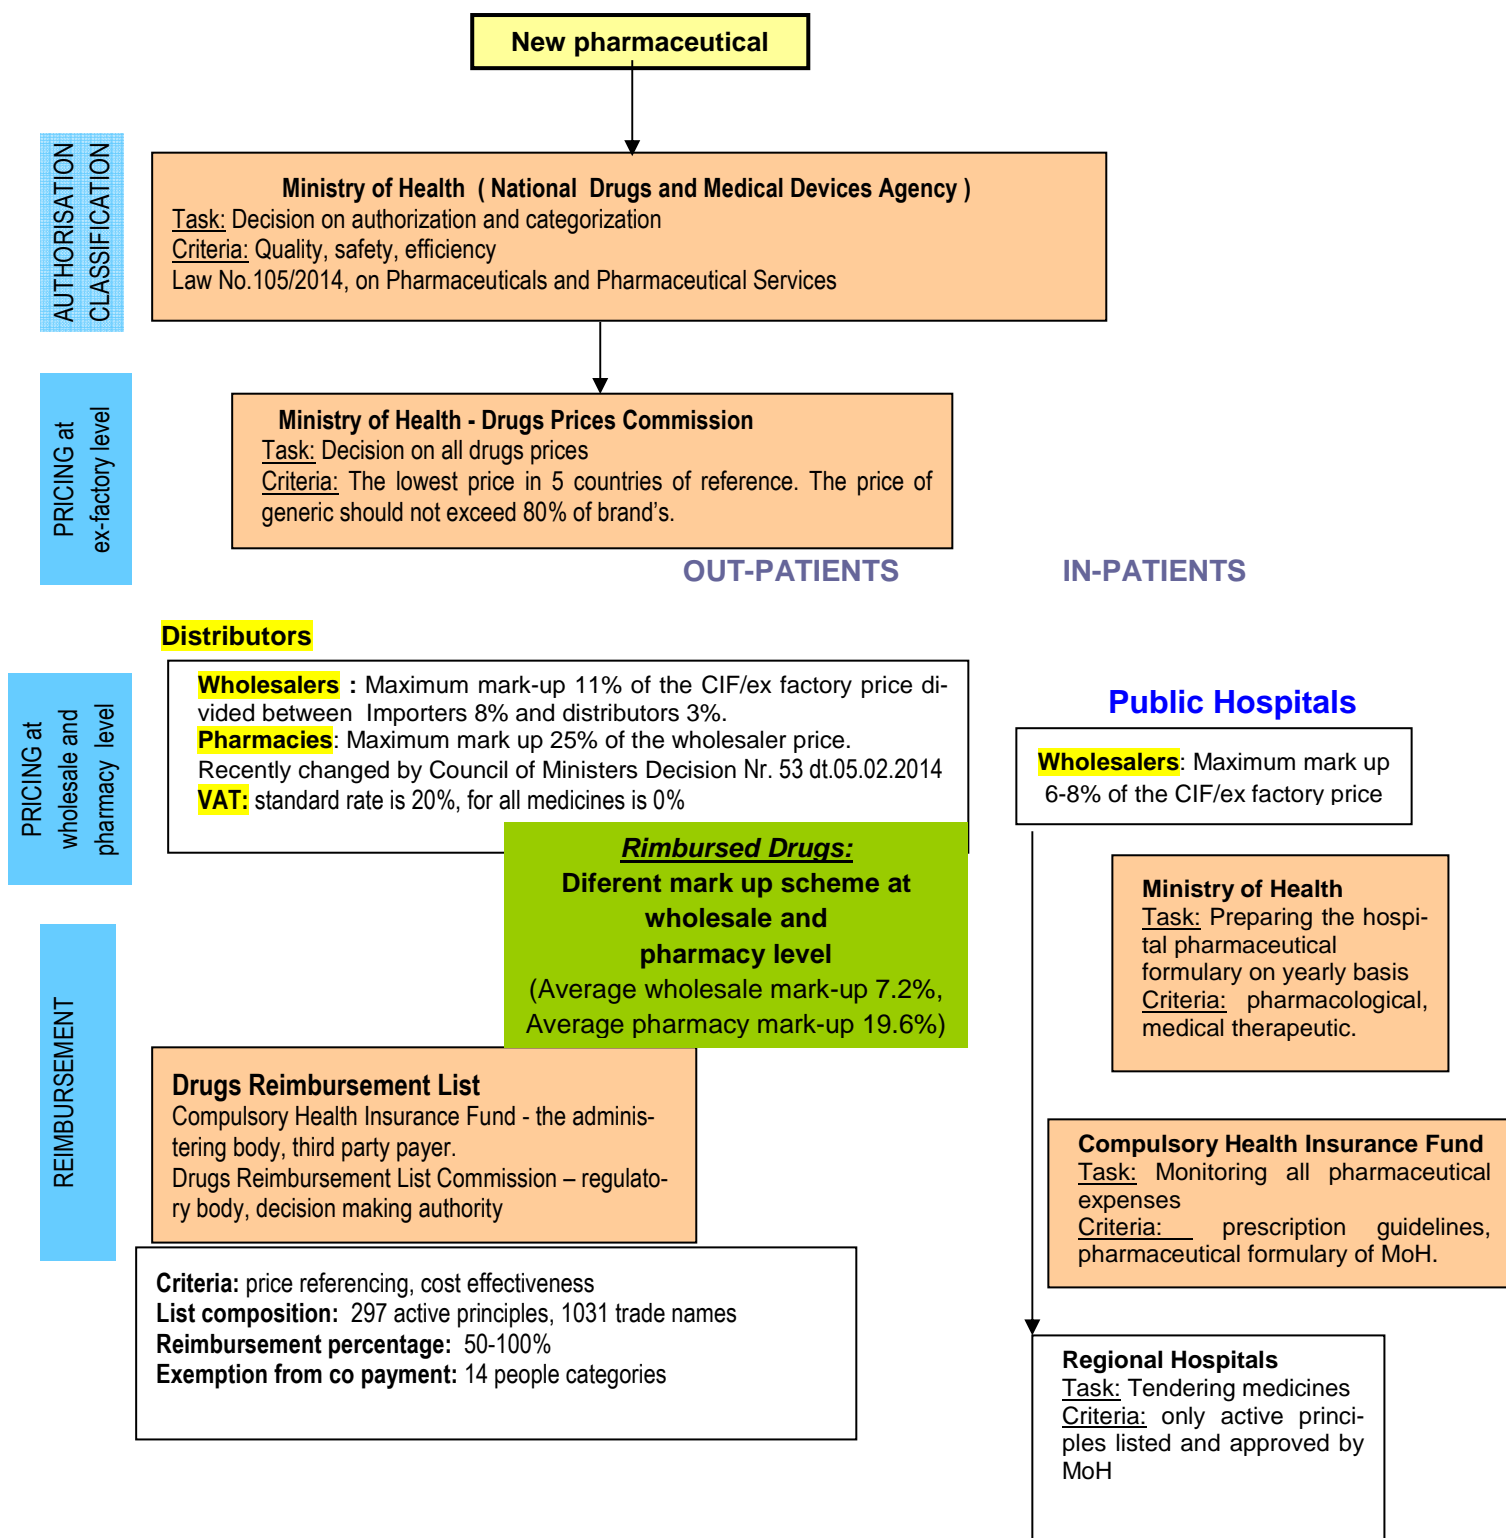 New pharmaceutical
AUTHORISATION
CLASSIFICATION
Ministry of Health ( National Drugs and Medical Devices Agency )
Task: Decision on authorization and categorization
Criteria: Quality, safety, efficiency
Law No.105/2014, on Pharmaceuticals and Pharmaceutical Services
PRICING at
ex-factory level
Ministry of Health - Drugs Prices Commission
Task: Decision on all drugs prices
Criteria: The lowest price in 5 countries of reference. The price of
generic should not exceed 80% of brand's.
OUT-PATIENTS
IN-PATIENTS
Distributors
PRICING at
wholesale and
pharmacy level
Wholesalers : Maximum mark-up 11% of the CIF/ex factory price di-
vided between Importers 8% and distributors 3%.
Pharmacies: Maximum mark up 25% of the wholesaler price.
Recently changed by Council of Ministers Decision Nr. 53 dt.05.02.2014
VAT: standard rate is 20%, for all medicines is 0%
Public Hospitals
Wholesalers: Maximum mark up
6-8% of the CIF/ex factory price
Rimbursed Drugs:
Diferent mark up scheme at
wholesale and
pharmacy level
(Average wholesale mark-up 7.2%,
Average pharmacy mark-up 19.6%)
Ministry of Health
Task: Preparing the hospi-
tal pharmaceutical
formulary on yearly basis
Criteria: pharmacological,
medical therapeutic.
REIMBURSEMENT
Drugs Reimbursement List
Compulsory Health Insurance Fund - the adminis-
tering body, third party payer.
Drugs Reimbursement List Commission – regulato-
ry body, decision making authority
Compulsory Health Insurance Fund
Task: Monitoring all pharmaceutical
expenses
Criteria: prescription guidelines,
pharmaceutical formulary of MoH.
Criteria: price referencing, cost effectiveness
List composition: 297 active principles, 1031 trade names
Reimbursement percentage: 50-100%
Exemption from co payment: 14 people categories
Regional Hospitals
Task: Tendering medicines
Criteria: only active princi-
ples listed and approved by
MoH